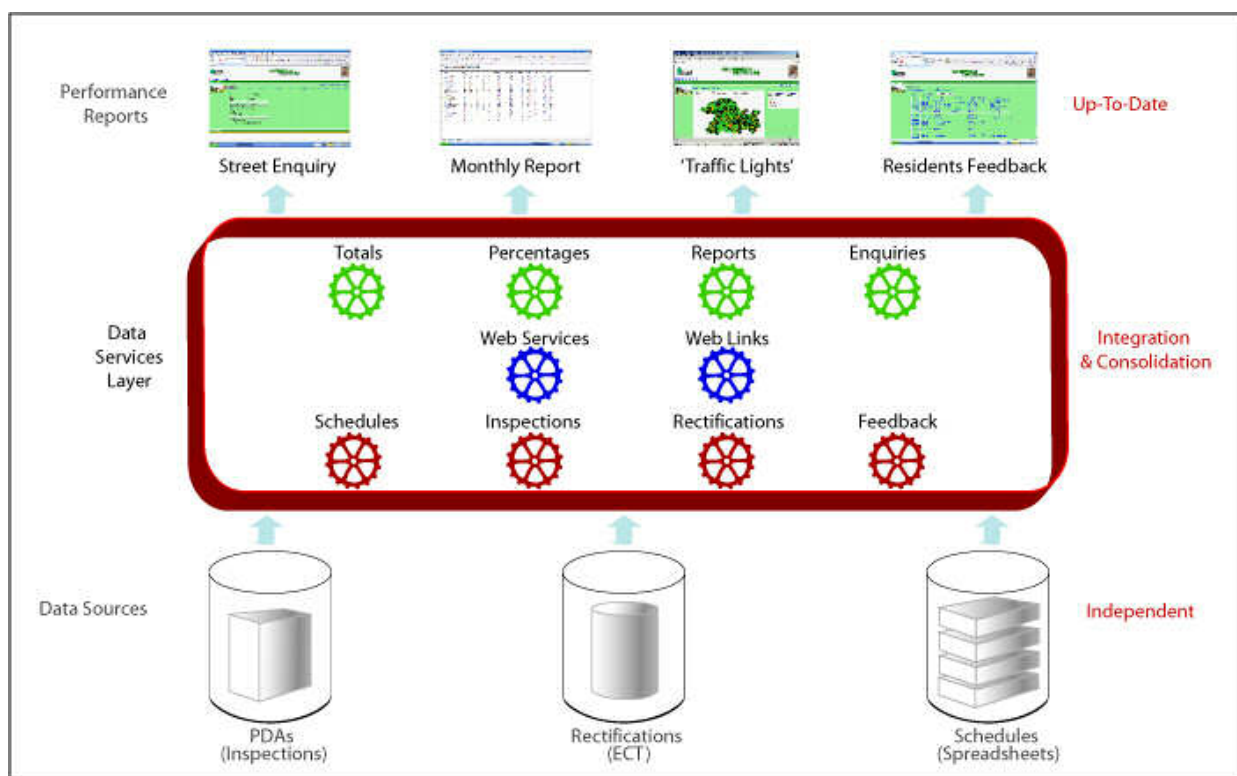 Performance
Reports
Up-To-Date
Street Enquiry
Monthly Report
'Traffic Lights'
Residents Feedback
Totals
Percentages
Reports
Enquiries
Data
Services
Layer
Web Services
Web Links
Integration
& Consolidation
Schedules
Inspections
Rectifications
Feedback
Data Sources
Independent
PDAs
(Inspections)
Rectifications
(ECT)
Schedules
(Spreadsheets)